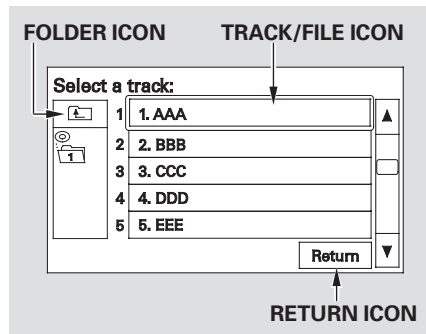 FOLDER ICON TRACK/FILE ICON
Select a track:
1 1. AAA
2 2. BBB
1
3 3. CCC
4 4. DDD
5 5. EEE
Return
RETURN ICON